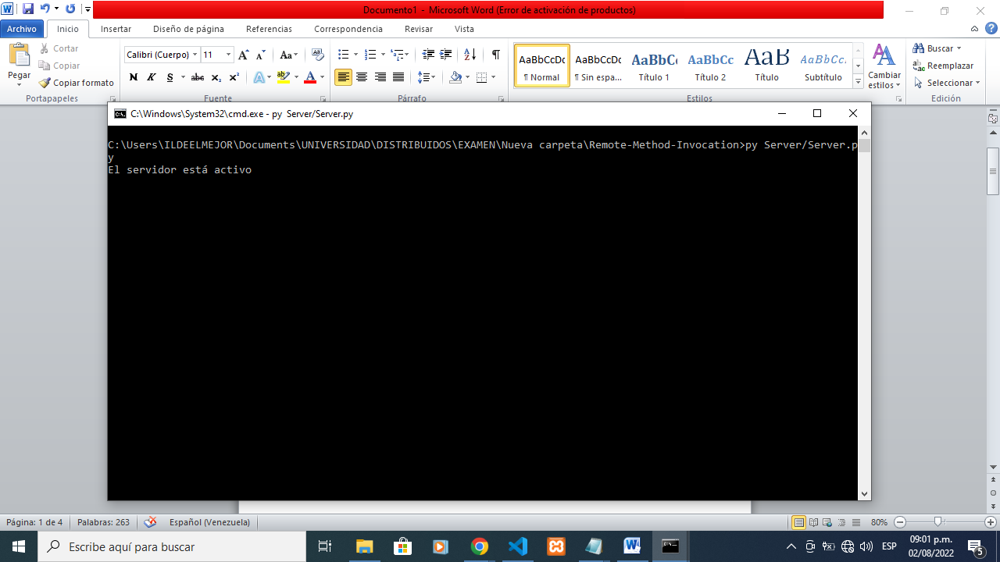 Documento1 - Microsoft Word (Error de activación de productos)
Archivo Inicio Insertar Diseño de página Referencias Correspondencia Revisar Vista
Pegar
Cortar
Copiar
Copiar formato
Portapapeles
Calibri (Cuerpo) 11
Fuente
Párrafo
AaBbCcDc AaBbCcDc AaBbCc AaBbCc AaB AaBbCc.
¶ Normal ¶ Sin espa... Título 1 Título 2 Título Subtítulo
Estilos
Cambiar
estilos
Buscar
Reemplazar
Seleccionar
Edición
C:\Windows\System32\cmd.exe - py Server/Server.py
C:\Users\ILDEELMEJOR\Documents\UNIVERSIDAD\DISTRIBUIDOS\EXAMEN\Nueva carpeta\Remote-Method-Invocation>py Server/Server.p
y
El servidor está activo
Página: 1 de 4 Palabras: 263 Español (Venezuela) 80%
Escribe aquí para buscar
ESP
09:01 p.m.
02/08/2022
5